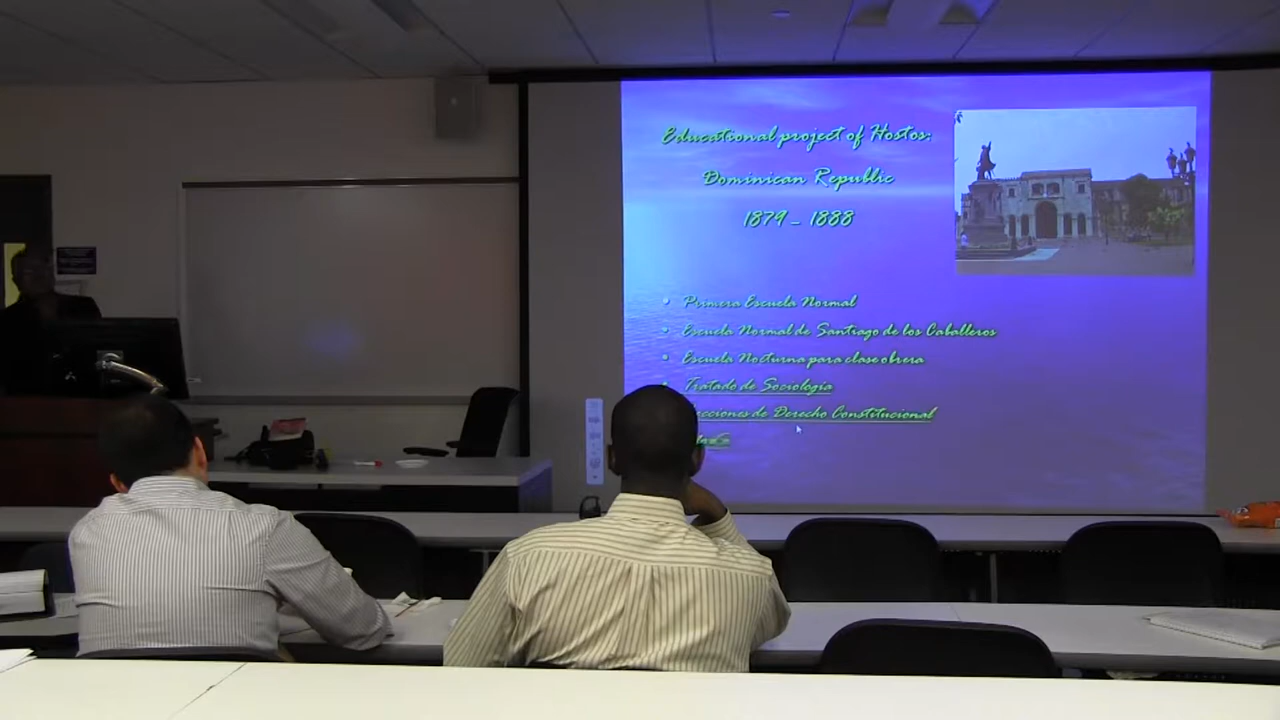 Educational project of Hostos:
Dominican Republic
1879 - 1888
• Primera Escuela Normal
• Escuela Normal de Santiago de los Caballeros
• Escuela Nocturna para clase obrera
• Tratado de Sociología
Lecciones de Derecho Constitucional